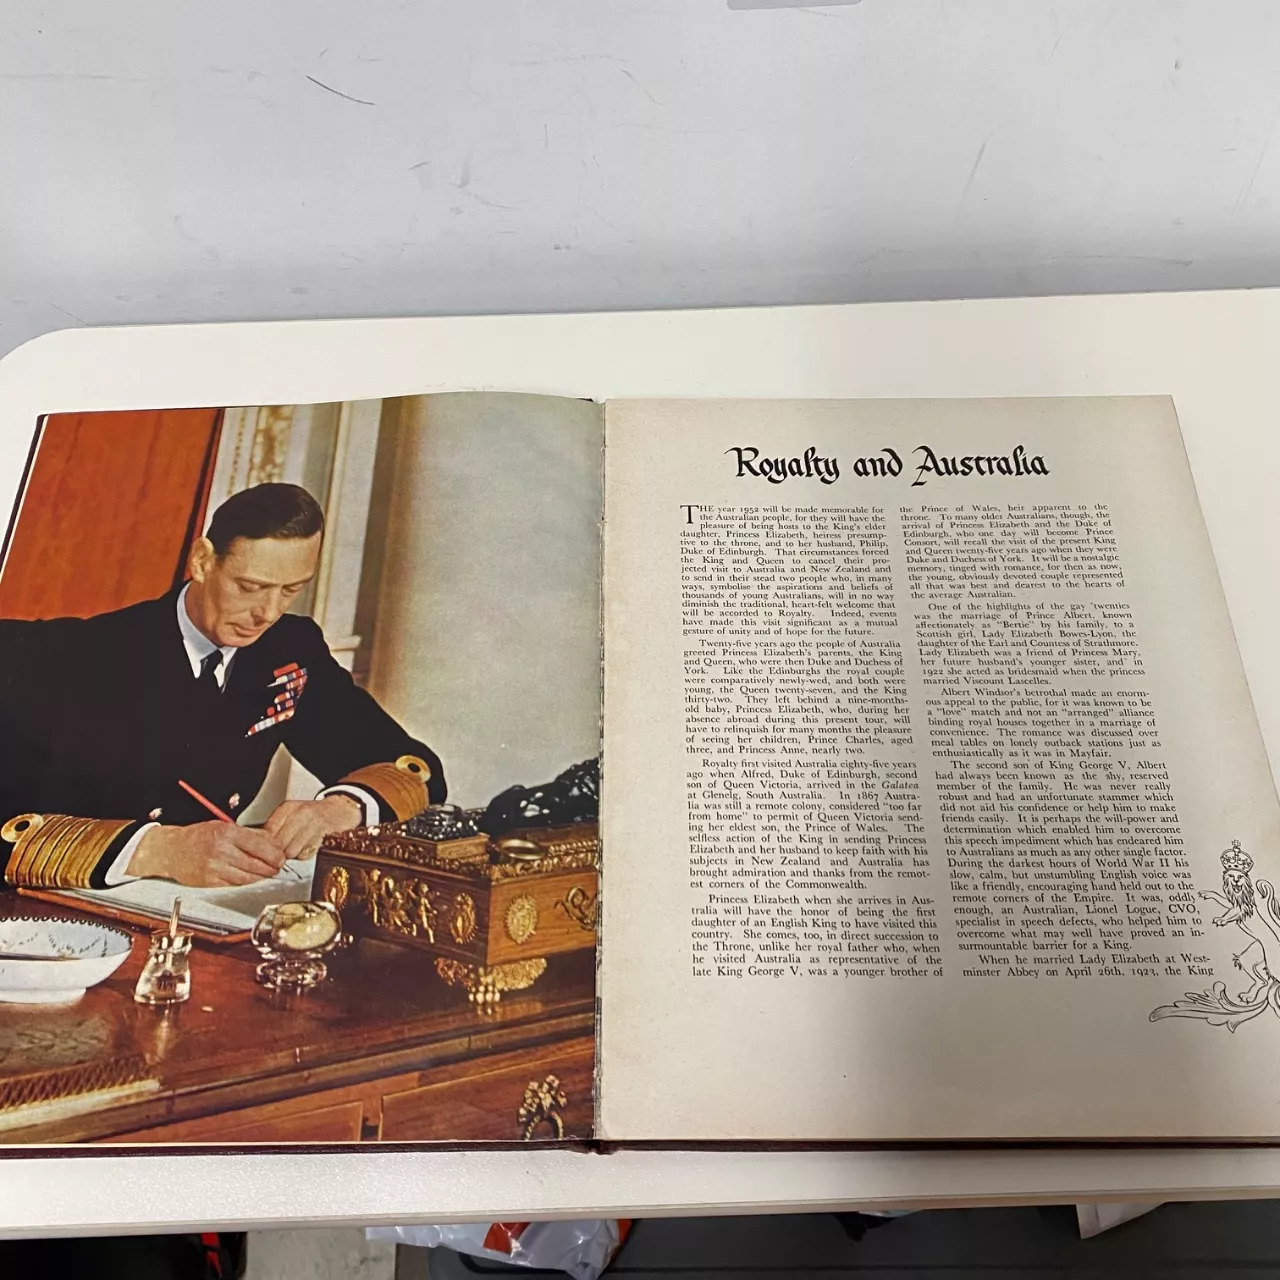 Royalty and Australia
THE year 1952 will be made memorable for
the Australian people, for they will have the
pleasure of being hosts to the King's elder
daughter, Princess Elizabeth, heiress presump-
tive to the throne, and to her husband, Philip,
Duke of Edinburgh. That circumstances forced
the King and Queen to cancel their pro-
jected visit to Australia and New Zealand and
to send in their stead two people who, in many
ways, symbolise the aspirations and beliefs of
thousands of young Australians, will in no way
diminish the traditional, heart-felt welcome that
will be accorded to Royalty. Indeed, events
have made this visit significant as a mutual
gesture of unity and of hope for the future.
Twenty-five years ago the people of Australia
greeted Princess Elizabeth's parents, the King
and Queen, who were then Duke and Duchess of
York. Like the Edinburghs the royal couple
were comparatively newly-wed, and both were
young, the Queen twenty-seven, and the King
thirty-two. They left behind a nine-months-
old baby, Princess Elizabeth, who, during her
absence abroad during this present tour, will
have to relinquish for many months the pleasure
of seeing her children, Prince Charles, aged
three, and Princess Anne, nearly two.
Royalty first visited Australia eighty-five years
ago when Alfred, Duke of Edinburgh, second
son of Queen Victoria, arrived in the Galatea
at Glenelg, South Australia. In 1867 Austra-
lia was still a remote colony, considered "too far
from home" to permit of Queen Victoria send-
ing her eldest son, the Prince of Wales. The
selfless action of the King in sending Princess
Elizabeth and her husband to keep faith with his
subjects in New Zealand and Australia has
brought admiration and thanks from the remot-
est corners of the Commonwealth.
Princess Elizabeth when she arrives in Aus-
tralia will have the honor of being the first
daughter of an English King to have visited this
country. She comes, too, in direct succession to
the Throne, unlike her royal father who, when
he visited Australia as representative of the
late King George V, was a younger brother of
the Prince of Wales, heir apparent to the
throne. To many older Australians, though, the
arrival of Princess Elizabeth and the Duke of
Edinburgh, who one day will become Prince
Consort, will recall the visit of the present King
and Queen twenty-five years ago when they were
Duke and Duchess of York. It will be a nostalgic
memory, tinged with romance, for then as now,
the young, obviously devoted couple represented
all that was best and dearest to the hearts of
the average Australian.
One of the highlights of the gay 'twenties
was the marriage of Prince Albert, known
affectionately as "Bertie" by his family, to a
Scottish girl, Lady Elizabeth Bowes-Lyon, the
daughter of the Earl and Countess of Strathmore.
Lady Elizabeth was a friend of Princess Mary,
her future husband's younger sister, and in
1922 she acted as bridesmaid when the princess
married Viscount Lascelles.
Albert Windsor's betrothal made an enorm-
ous appeal to the public, for it was known to be
a "love" match and not an "arranged" alliance
binding royal houses together in a marriage of
convenience. The romance was discussed over
meal tables on lonely outback stations just as
enthusiastically as it was in Mayfair.
The second son of King George V, Albert
had always been known as the shy, reserved
member of the family. He was never really
robust and had an unfortunate stammer which
did not aid his confidence or help him to make
friends easily. It is perhaps the will-power and
determination which enabled him to overcome
this speech impediment which has endeared him
to Australians as much as any other single factor.
During the darkest hours of World War II his
slow, calm, but unstumbling English voice was
like a friendly, encouraging hand held out to the
remote corners of the Empire. It was, oddly
enough, an Australian, Lionel Logue, CVO,
specialist in speech defects, who helped him to
overcome what may well have proved an in-
surmountable barrier for a King.
When he married Lady Elizabeth at West-
minster Abbey on April 26th, 1923, the King